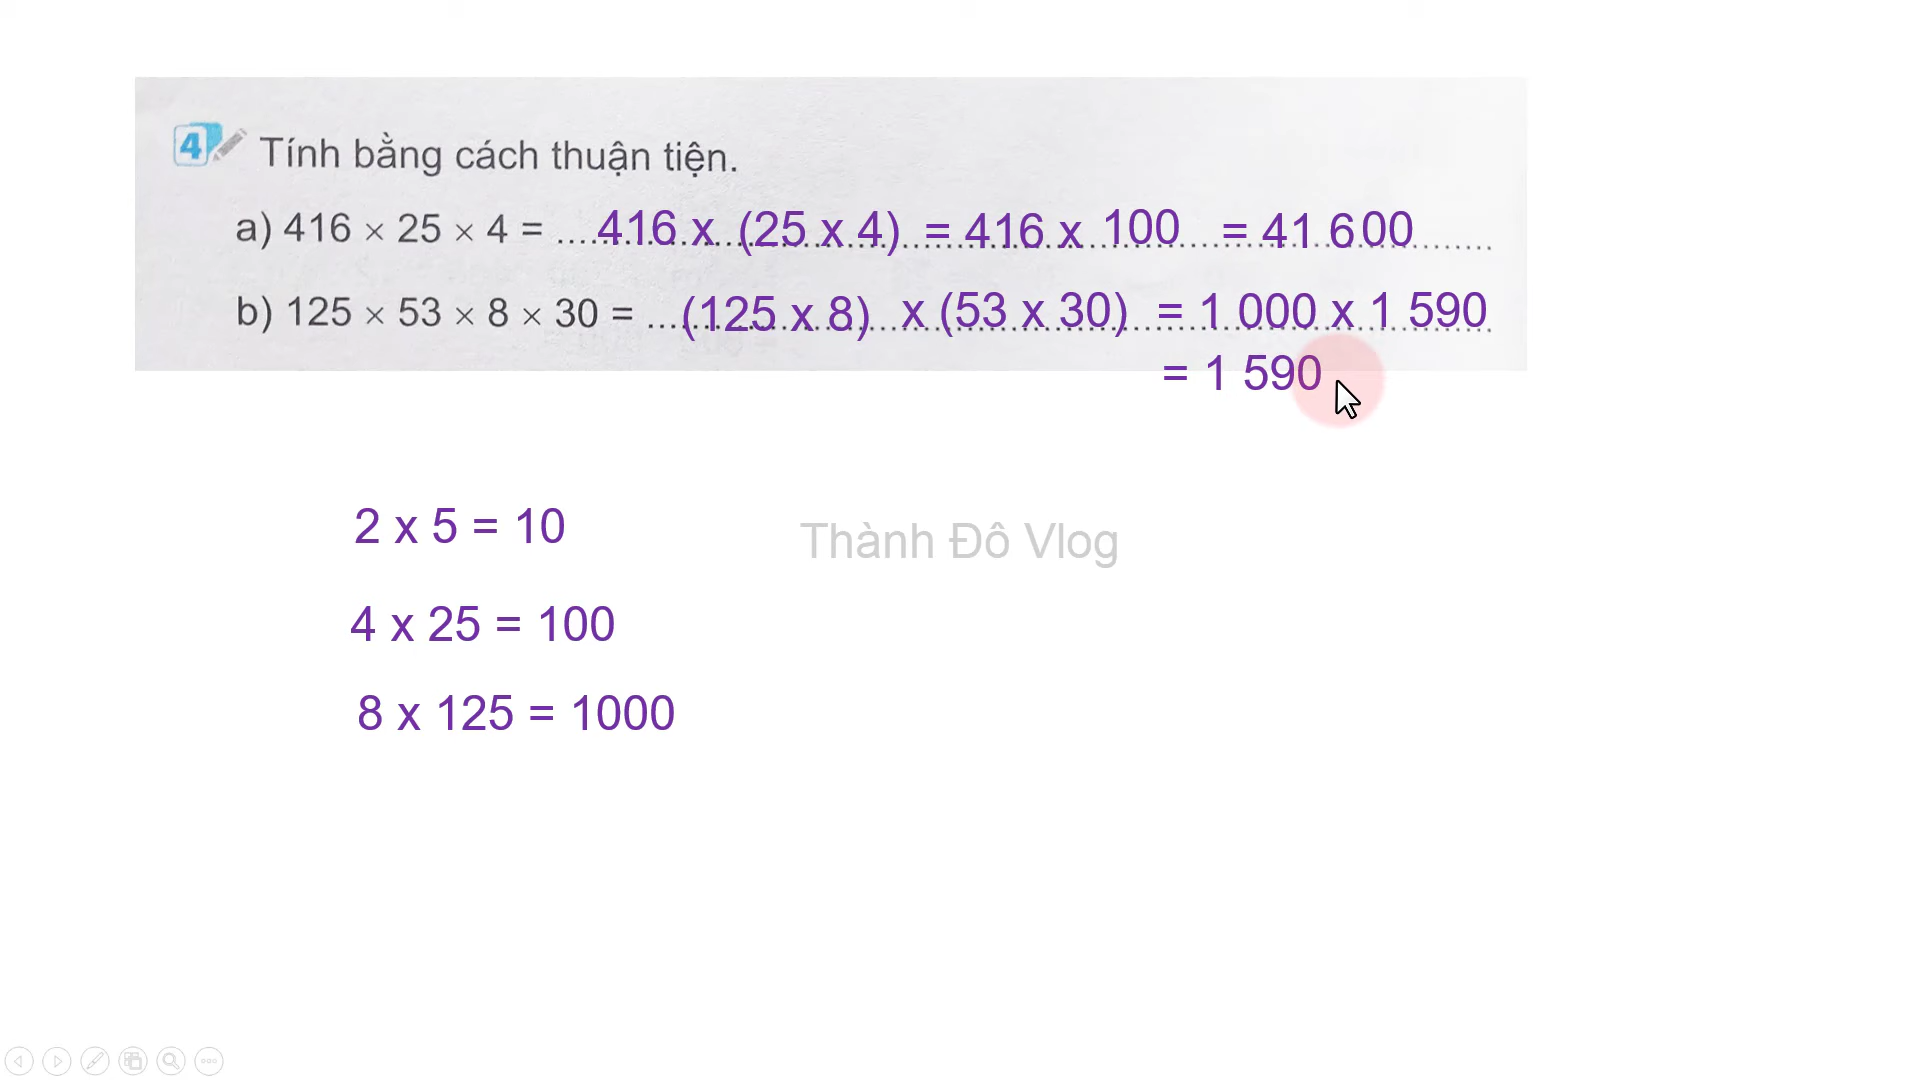 4 Tính bằng cách thuận tiện.
a) 416 × 25 × 4 = ... 416 x (25 x 4) = 416 x 100 = 41 600
b) 125 × 53 × 8 × 30 = ... (125 x 8) x (53 x 30) = 1 000 x 1 590
= 1 590
2 x 5 = 10
Thành Đô Vlog
4 x 25 = 100
8 x 125 = 1000